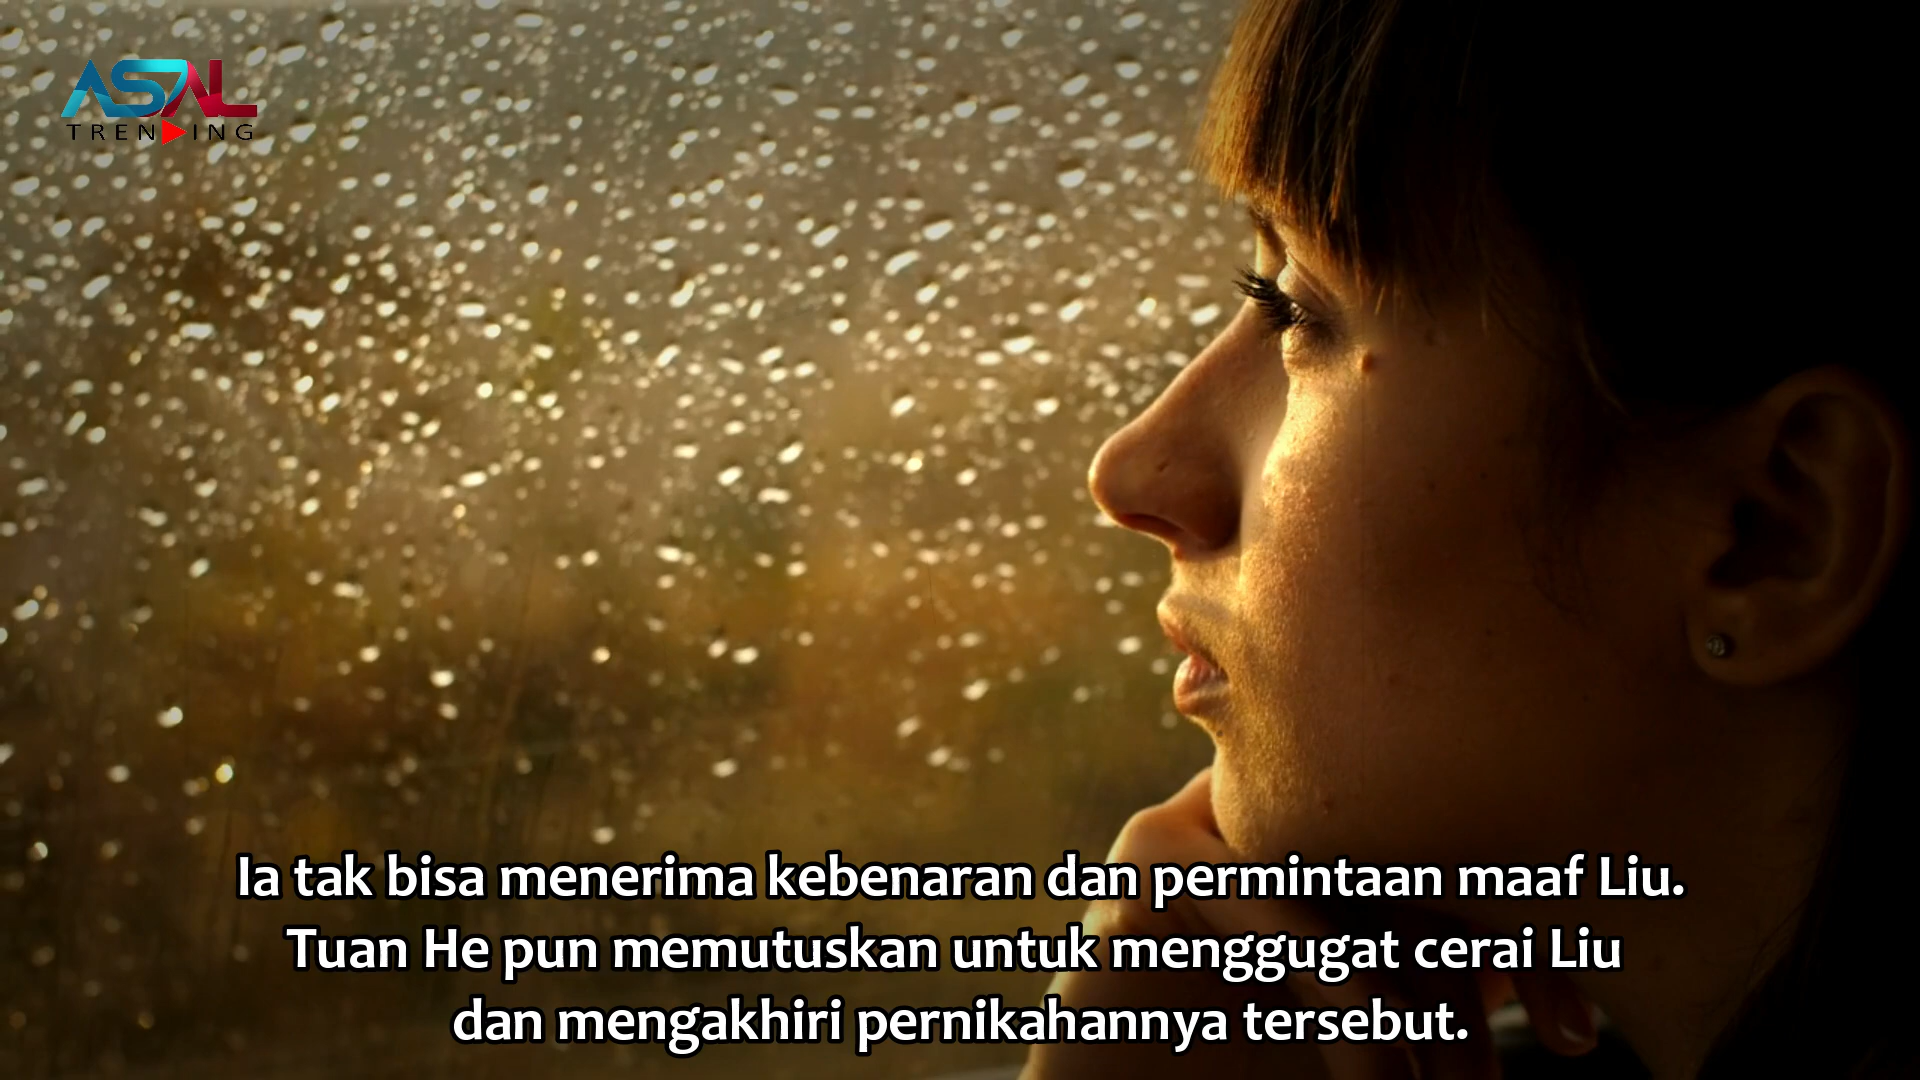 ASAL
TRENDING
Ia tak bisa menerima kebenaran dan permintaan maaf Liu.
Tuan He pun memutuskan untuk menggugat cerai Liu
dan mengakhiri pernikahannya tersebut.